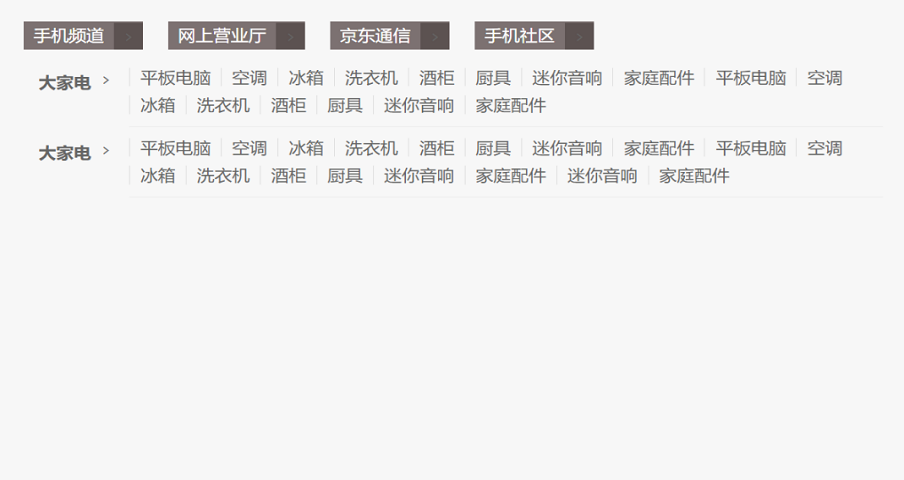 手机频道 > 网上营业厅 > 京东通信 > 手机社区 >
大家电 > 平板电脑 空调 冰箱 洗衣机 酒柜 厨具 迷你音响 家庭配件 平板电脑 空调
冰箱 洗衣机 酒柜 厨具 迷你音响 家庭配件
大家电 > 平板电脑 空调 冰箱 洗衣机 酒柜 厨具 迷你音响 家庭配件 平板电脑 空调
冰箱 洗衣机 酒柜 厨具 迷你音响 家庭配件 迷你音响 家庭配件